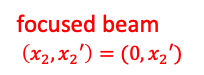 focused beam
(x₂, x₂′) = (0, x₂′)